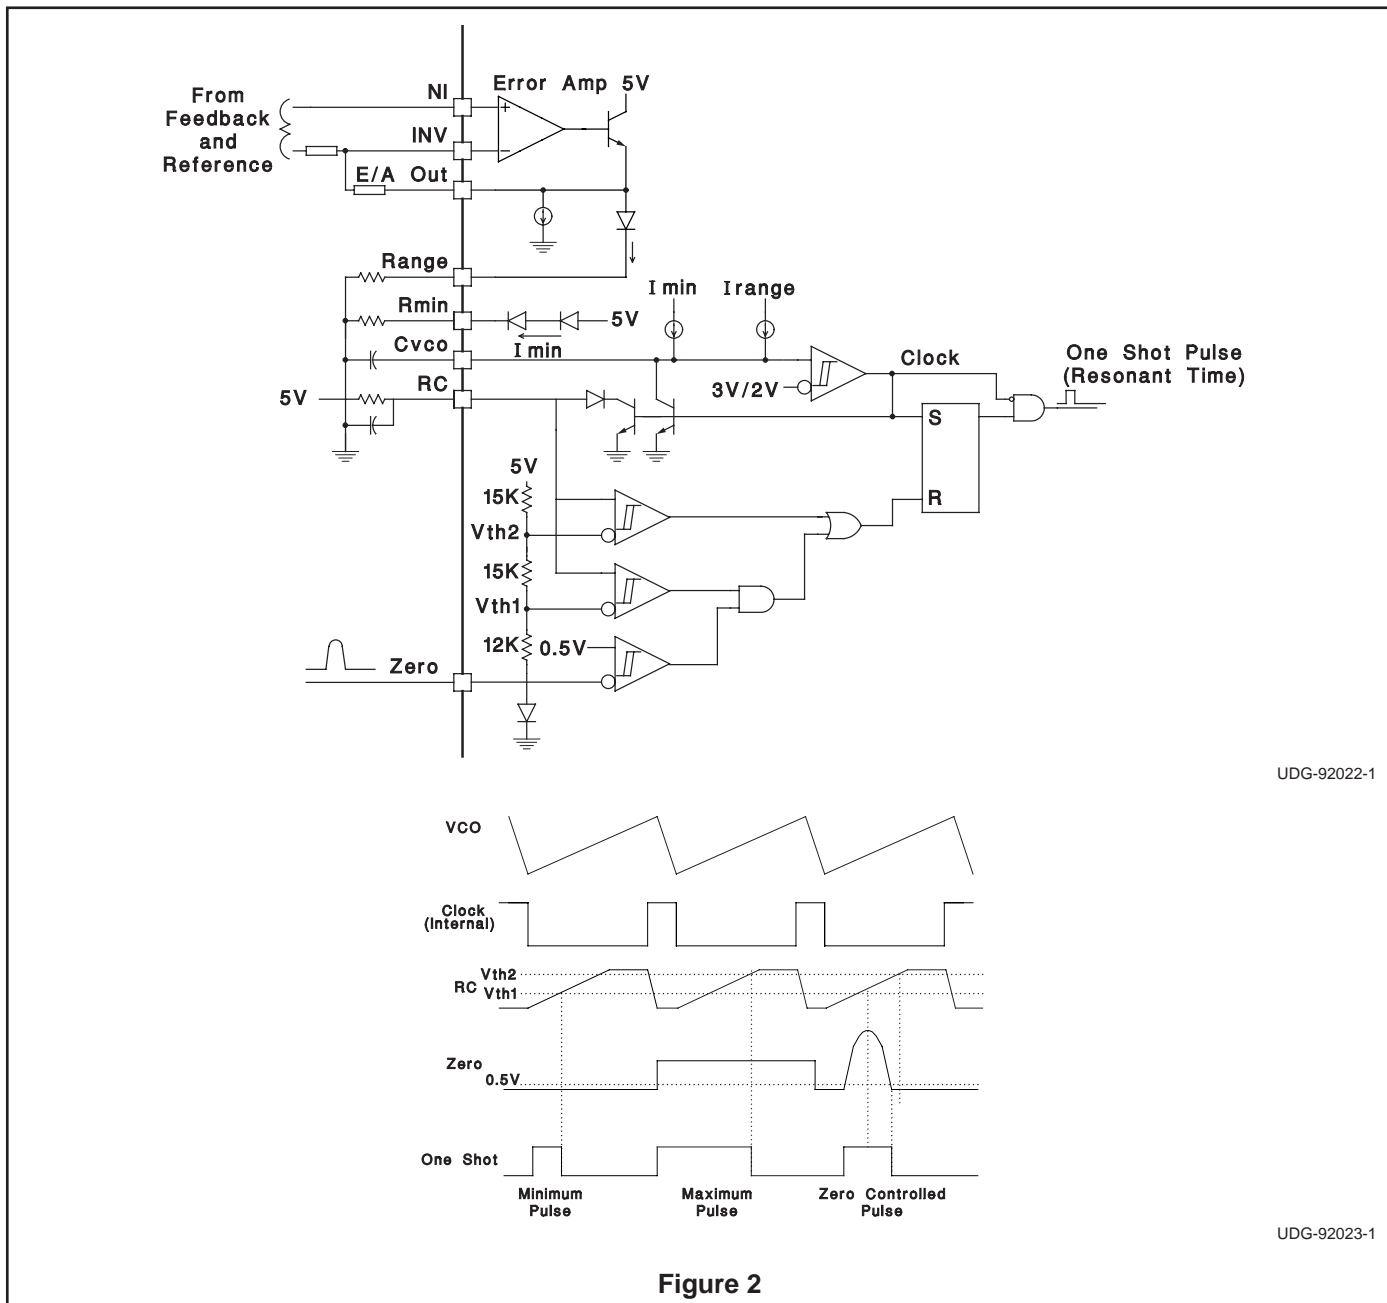 Error Amp 5V
From
Feedback
and
Reference
NI
INV
E/A Out
+
−
Range
Rmin
Cvco
RC
5V
5V
I min
I min
I range
3V/2V
Clock
One Shot Pulse
(Resonant Time)
S
R
5V
15K
Vth2
15K
Vth1
12K
0.5V
Zero
UDG-92022-1
VCO
Clock
(Internal)
Vth2
RC Vth1
Zero
0.5V
One Shot
Minimum
Pulse
Maximum
Pulse
Zero Controlled
Pulse
UDG-92023-1
Figure 2